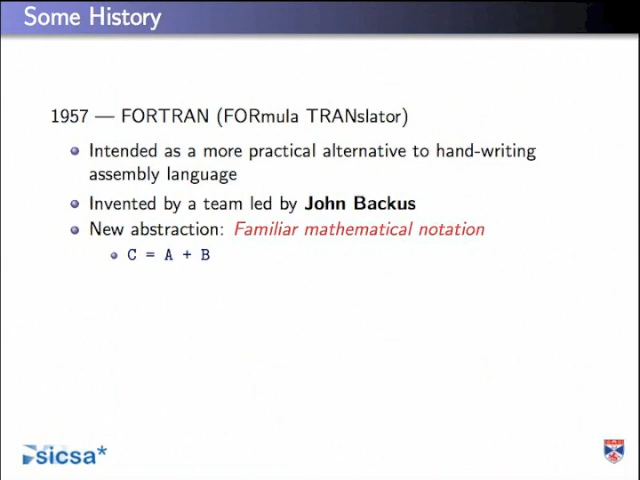 Some History
1957 — FORTRAN (FORmula TRANslator)
Intended as a more practical alternative to hand-writing
assembly language
Invented by a team led by John Backus
New abstraction: Familiar mathematical notation
C = A + B
sicsa*